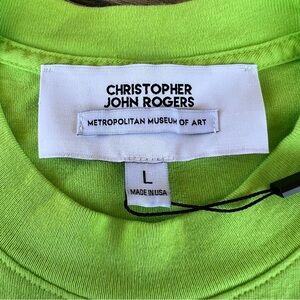 CHRISTOPHER
JOHN ROGERS
METROPOLITAN MUSEUM OF ART
L
MADE IN USA